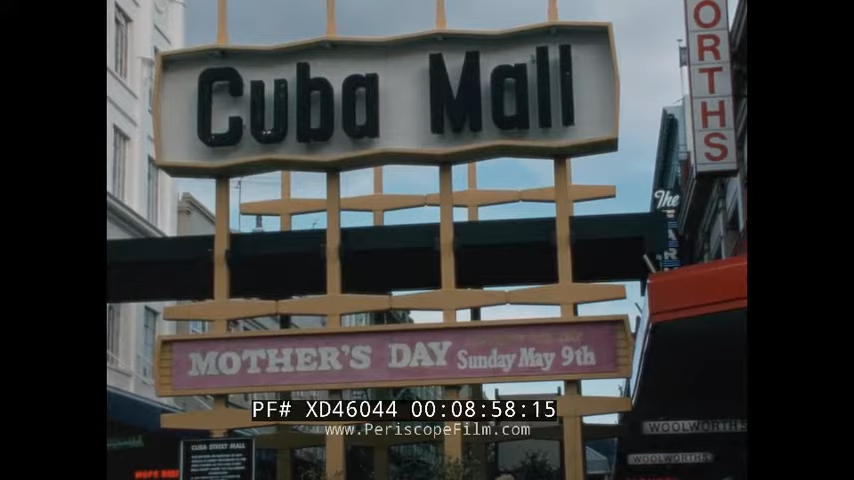 Cuba Mall
ORTHS
The
MOTHER'S DAY Sunday May 9th
PF# XD46044 00:08:58:15
www.PeriscopeFilm.com
WOOLWORTHS
WOOLWORTHS
CUBA STREET MALL